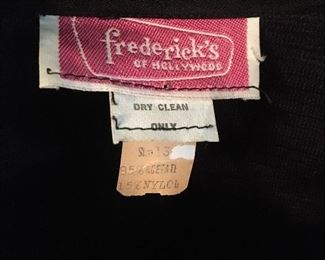 frederick's
OF HOLLYWOOD
DRY CLEAN
ONLY
85% ACETATE
15% NYLON